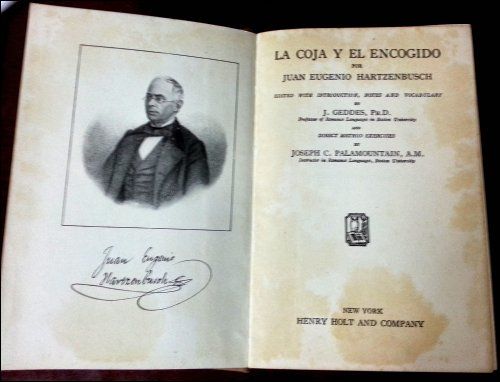 Juan Eugenio
Hartzenbusch
LA COJA Y EL ENCOGIDO
POR
JUAN EUGENIO HARTZENBUSCH
EDITED WITH INTRODUCTION, NOTES AND VOCABULARY
BY
J. GEDDES, PH.D.
Professor of Romance Languages in Boston University
AND
DIRECT METHOD EXERCISES
BY
JOSEPH C. PALAMOUNTAIN, A.M.
Instructor in Romance Languages, Boston University
NEW YORK
HENRY HOLT AND COMPANY